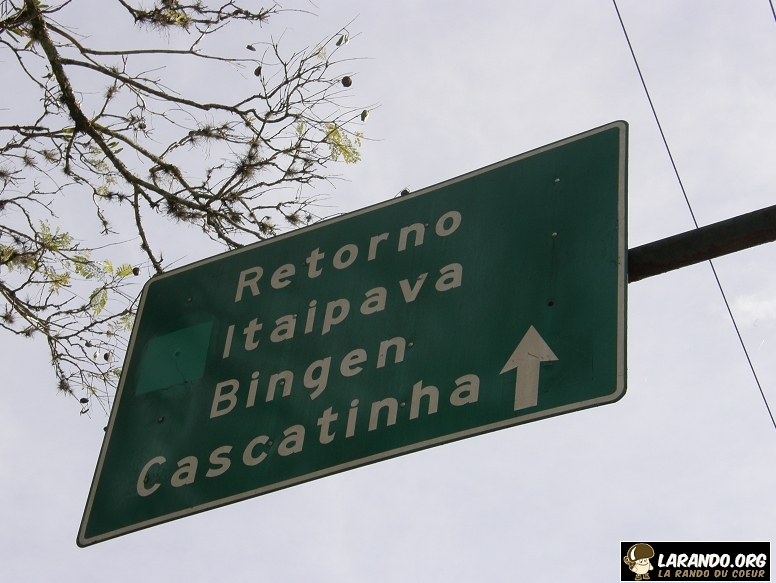 Retorno
Itaipava
Bingen
Cascatinha
LARANDO.ORG
LA RANDO DU COEUR